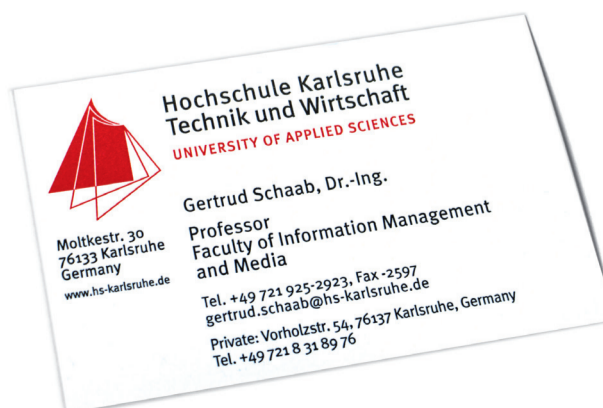 Hochschule Karlsruhe
Technik und Wirtschaft
UNIVERSITY OF APPLIED SCIENCES
Moltkestr. 30
76133 Karlsruhe
Germany
www.hs-karlsruhe.de
Gertrud Schaab, Dr.-Ing.
Professor
Faculty of Information Management
and Media
Tel. +49 721 925-2923, Fax -2597
gertrud.schaab@hs-karlsruhe.de
Private: Vorholzstr. 54, 76137 Karlsruhe, Germany
Tel. +49 721 8 31 89 76